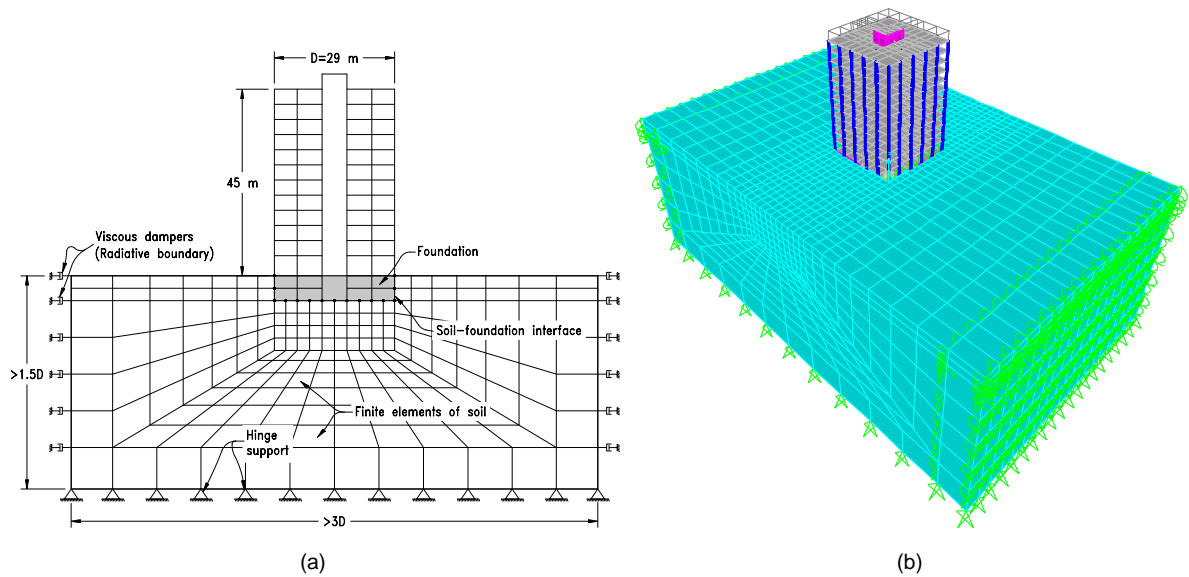 D=29 m
45 m
Viscous dampers
(Radiative boundary)
Foundation
Soil-foundation interface
>1.5D
Finite elements of soil
Hinge
support
>3D
(a)
(b)